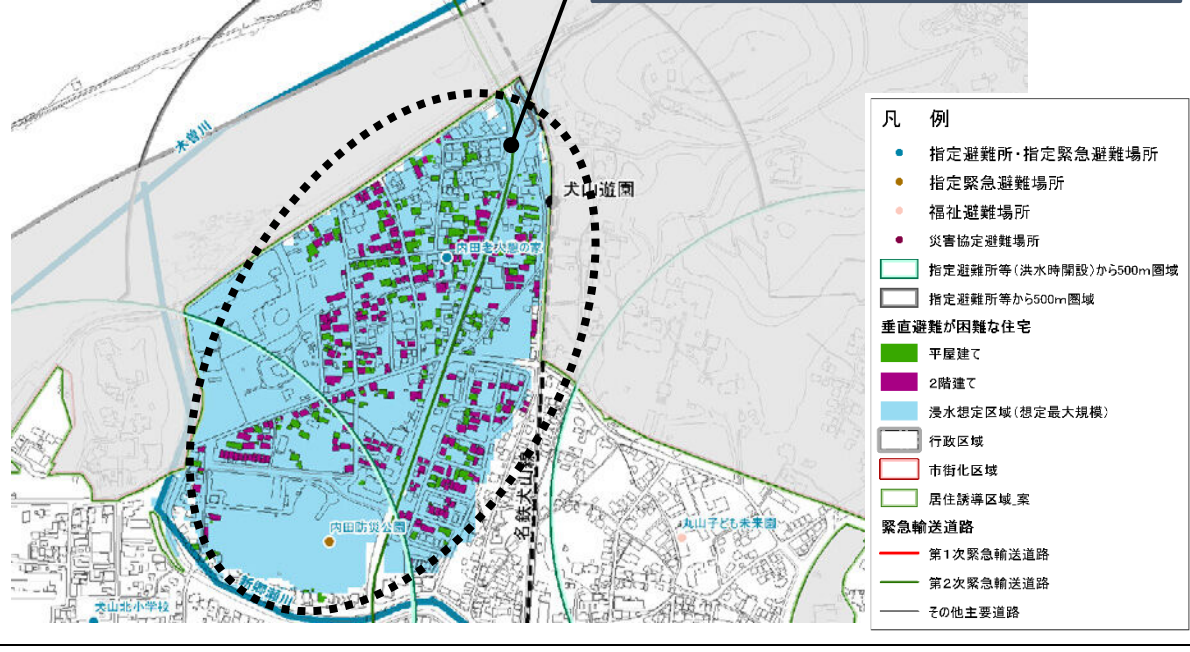 木曽川
犬山遊園
内田老人憩の家
名鉄犬山線
内田防災公園
丸山子ども未来園
新郷瀬川
犬山北小学校
凡 例
指定避難所・指定緊急避難場所
指定緊急避難場所
福祉避難場所
災害協定避難場所
指定避難所等(洪水時開設)から500m圏域
指定避難所等から500m圏域
垂直避難が困難な住宅
平屋建て
2階建て
浸水想定区域(想定最大規模)
行政区域
市街化区域
居住誘導区域_案
緊急輸送道路
第1次緊急輸送道路
第2次緊急輸送道路
その他主要道路